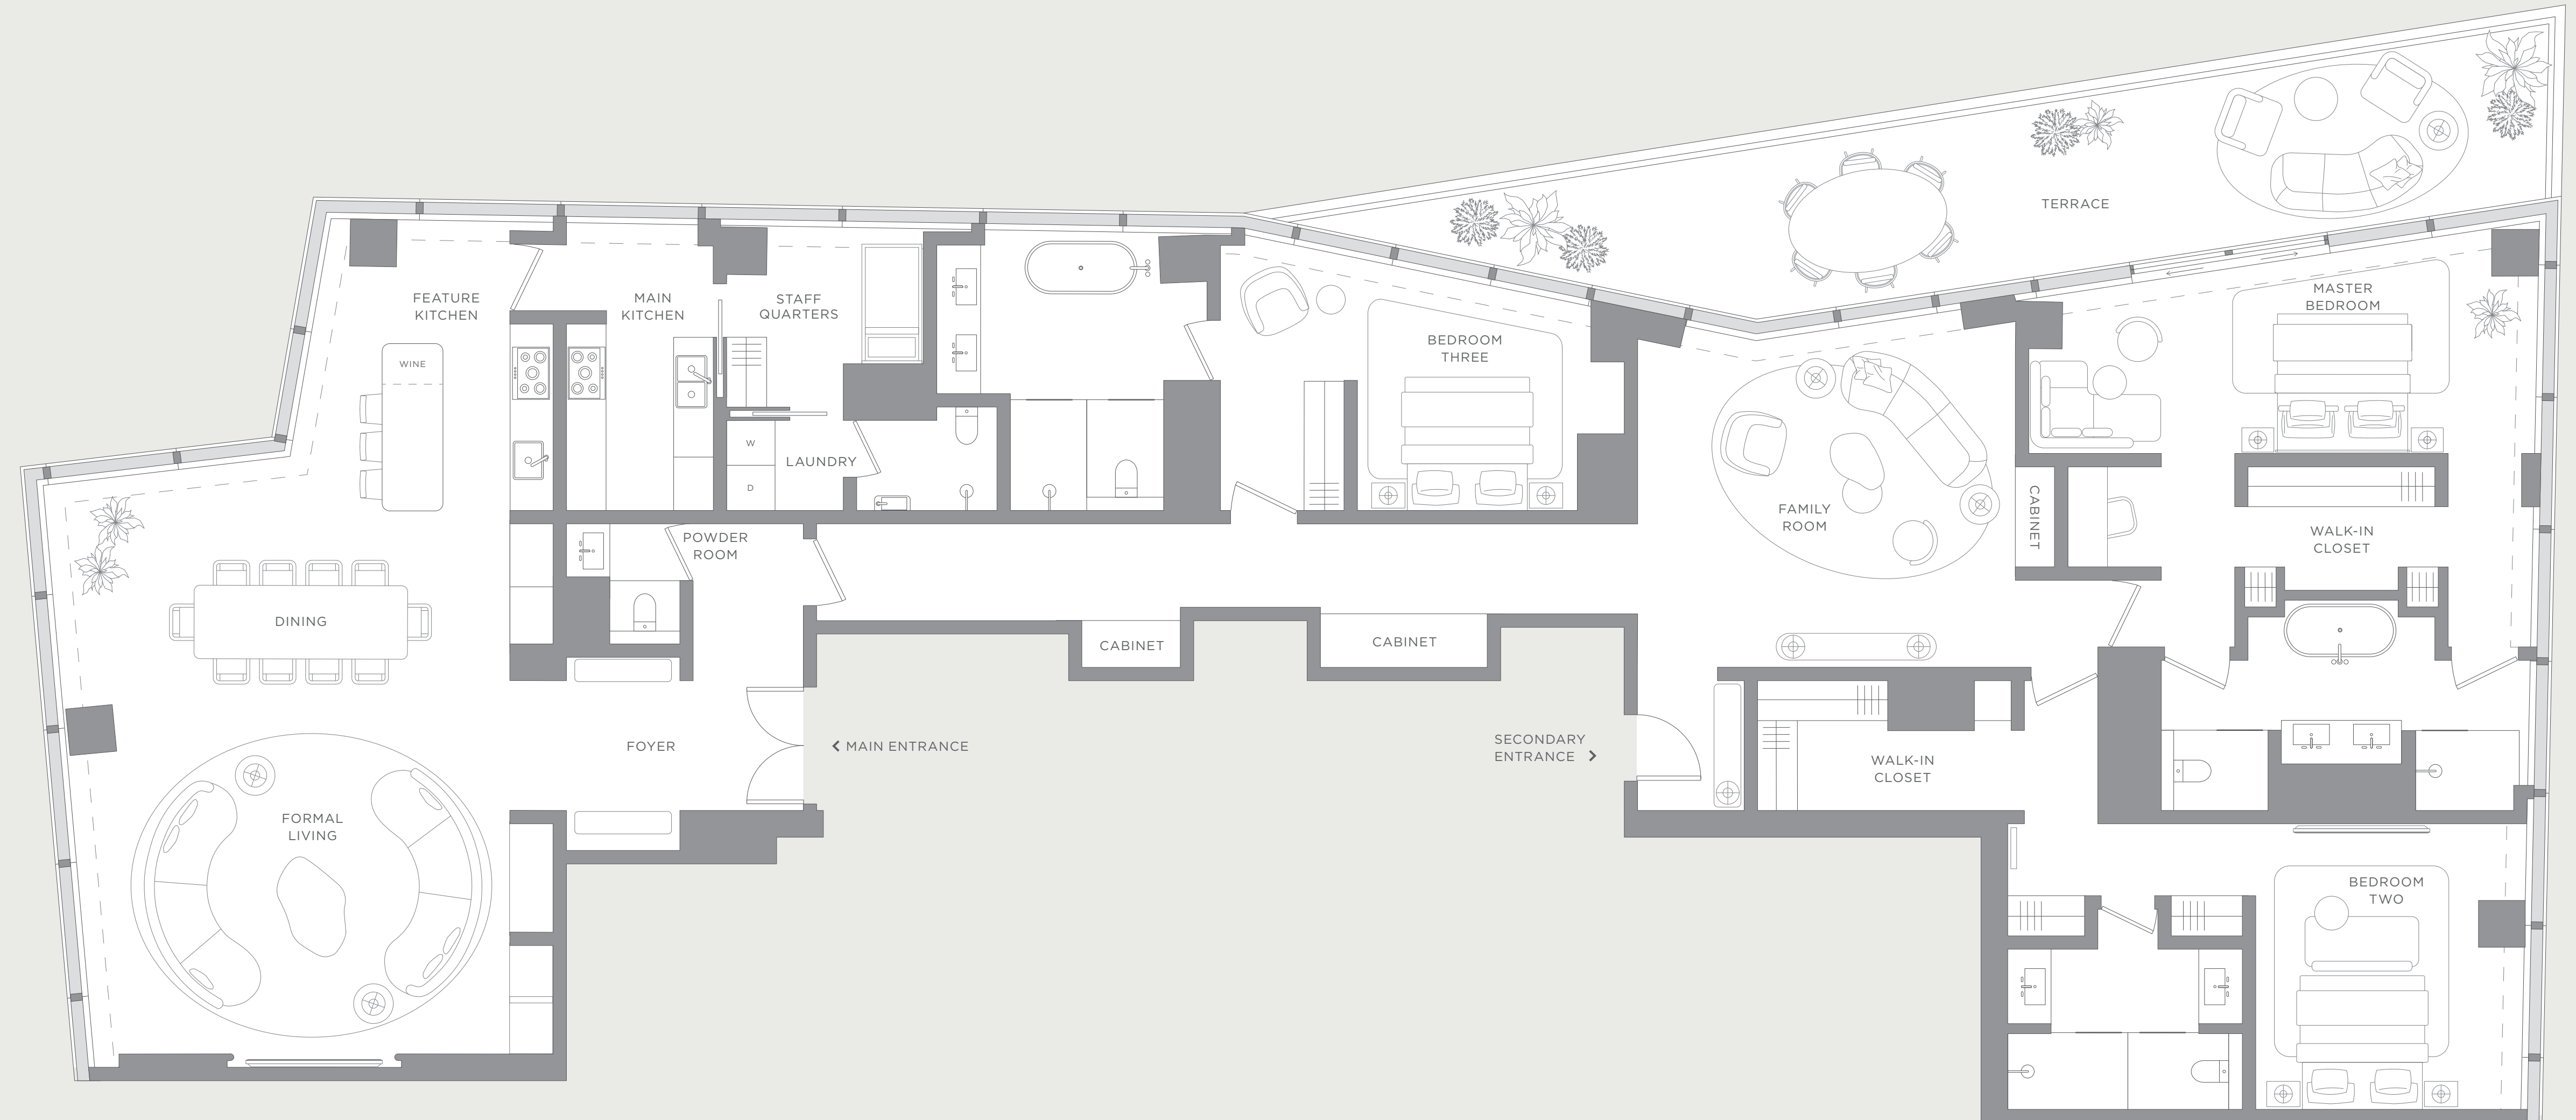 TERRACE
FEATURE
KITCHEN
MAIN
KITCHEN
STAFF
QUARTERS
BEDROOM
THREE
MASTER
BEDROOM
WINE
W
D
LAUNDRY
FAMILY
ROOM
CABINET
WALK-IN
CLOSET
POWDER
ROOM
DINING
CABINET
CABINET
FOYER
MAIN ENTRANCE
SECONDARY
ENTRANCE
WALK-IN
CLOSET
FORMAL
LIVING
BEDROOM
TWO